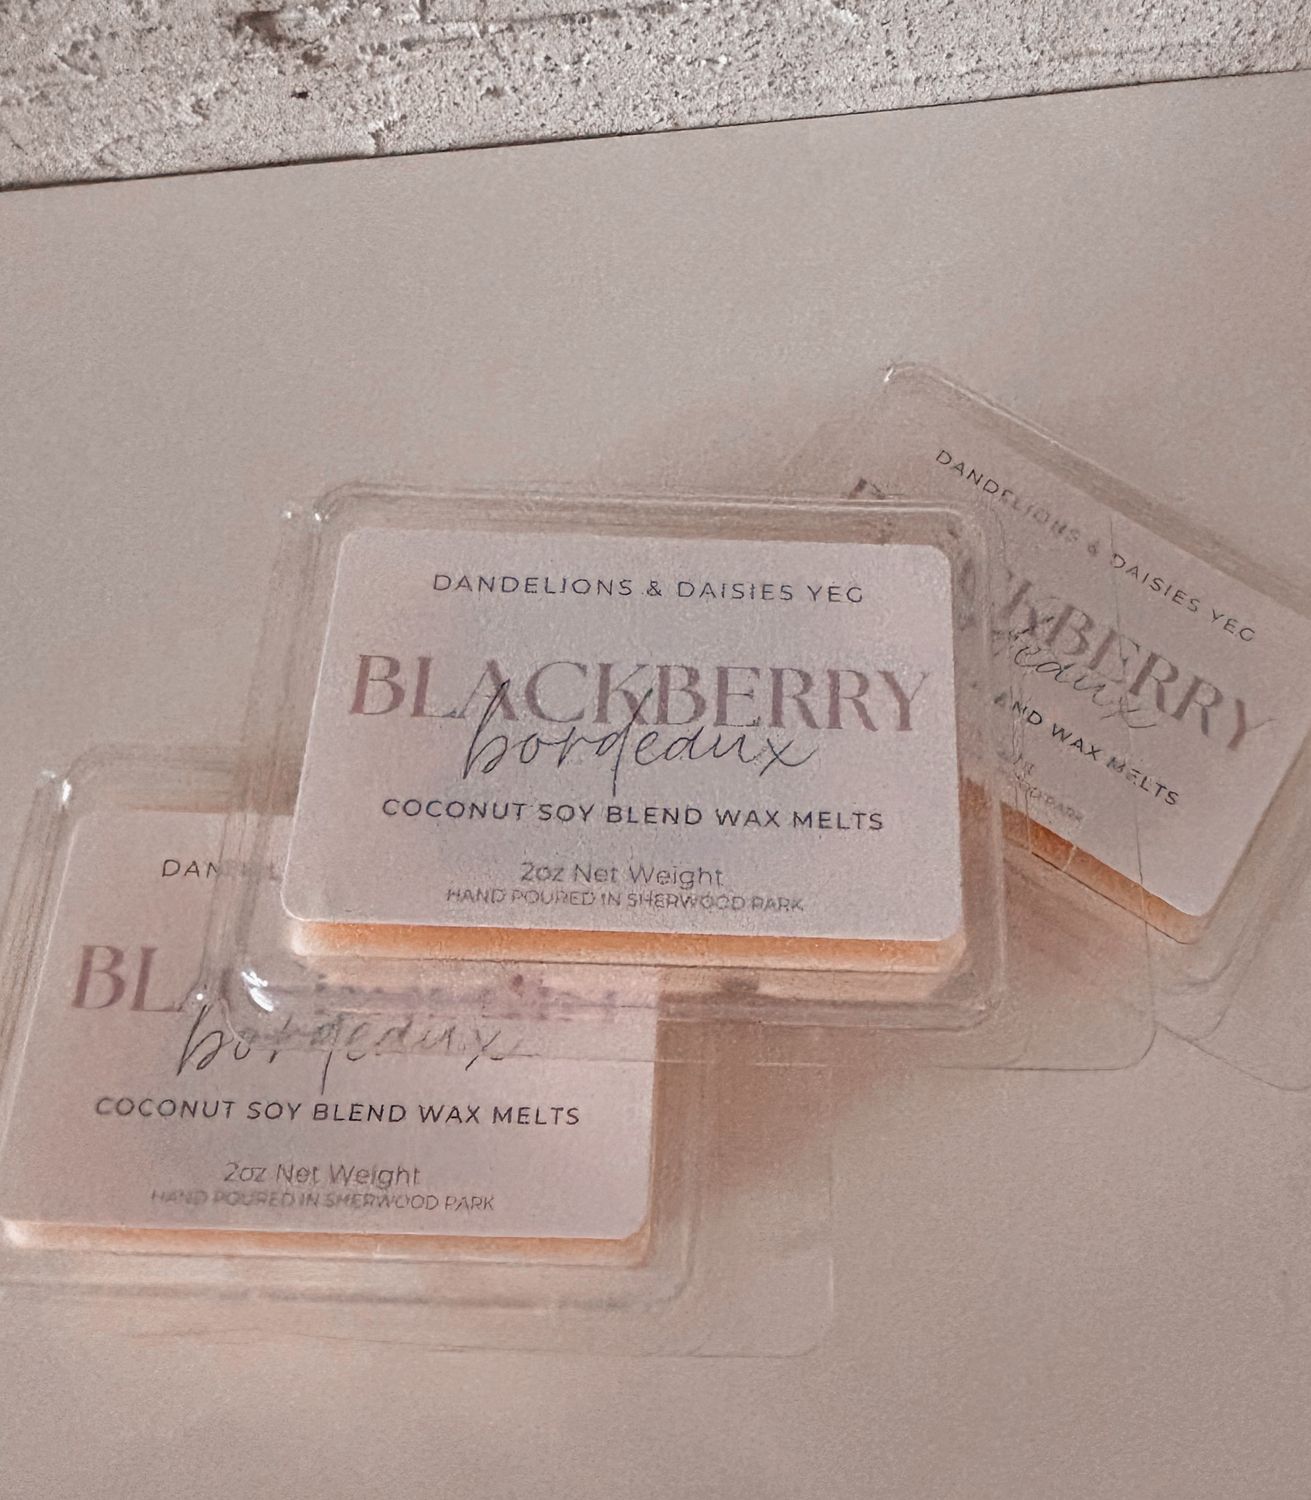 DANDELIONS & DAISIES YEG
BLACKBERRY
bordeaux
COCONUT SOY BLEND WAX MELTS
2oz Net Weight
HAND POURED IN SHERWOOD PARK
DANDELIONS & DAISIES YEG
BLACKBERRY
WAX MELTS
bordeaux
COCONUT SOY BLEND WAX MELTS
2oz Net Weight
HAND POURED IN SHERWOOD PARK